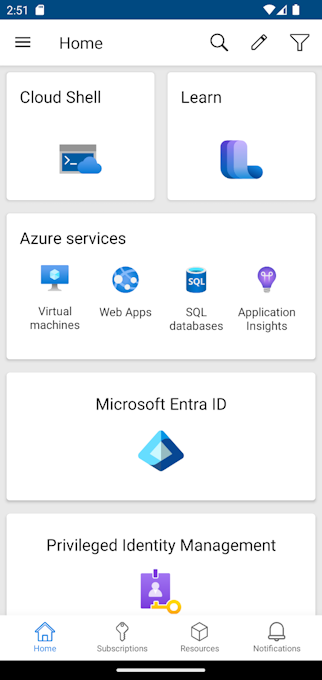 2:51
Home
Cloud Shell
Learn
>_
Azure services
Virtual
machines
Web Apps
SQL
SQL
databases
Application
Insights
Microsoft Entra ID
Privileged Identity Management
Home
Subscriptions
Resources
Notifications